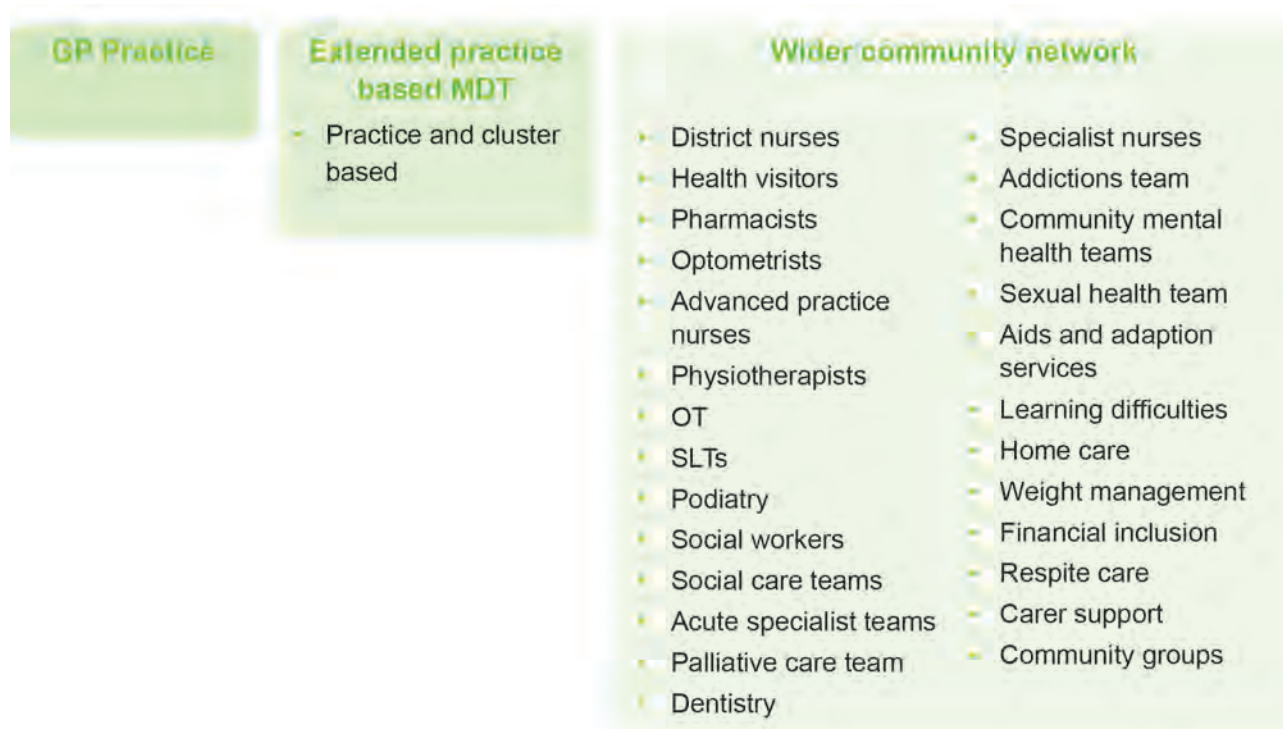 GP Practice
Extended practice
based MDT
Practice and cluster
based
Wider community network
District nurses
Health visitors
Pharmacists
Optometrists
Advanced practice
nurses
Physiotherapists
OT
SLTs
Podiatry
Social workers
Social care teams
Acute specialist teams
Palliative care team
Dentistry
Specialist nurses
Addictions team
Community mental
health teams
Sexual health team
Aids and adaption
services
Learning difficulties
Home care
Weight management
Financial inclusion
Respite care
Carer support
Community groups